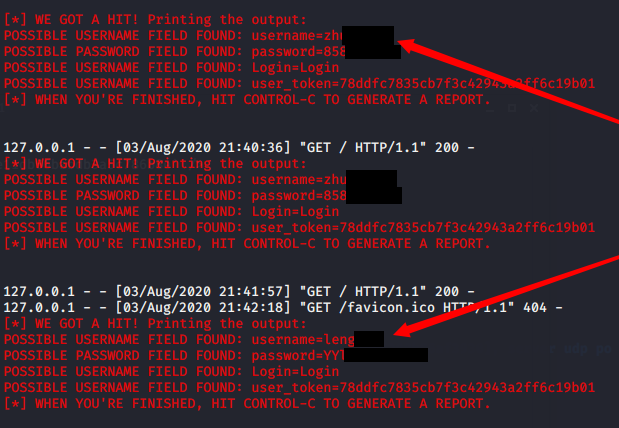 [*] WE GOT A HIT! Printing the output:
POSSIBLE USERNAME FIELD FOUND: username=zhu
POSSIBLE PASSWORD FIELD FOUND: password=858
POSSIBLE USERNAME FIELD FOUND: Login=Login
POSSIBLE USERNAME FIELD FOUND: user_token=78ddfc7835cb7f3c42943a2ff6c19b01
[*] WHEN YOU'RE FINISHED, HIT CONTROL-C TO GENERATE A REPORT.
127.0.0.1 - - [03/Aug/2020 21:40:36] "GET / HTTP/1.1" 200 -
[*] WE GOT A HIT! Printing the output:
POSSIBLE USERNAME FIELD FOUND: username=zhu
POSSIBLE PASSWORD FIELD FOUND: password=858
POSSIBLE USERNAME FIELD FOUND: Login=Login
POSSIBLE USERNAME FIELD FOUND: user_token=78ddfc7835cb7f3c42943a2ff6c19b01
[*] WHEN YOU'RE FINISHED, HIT CONTROL-C TO GENERATE A REPORT.
127.0.0.1 - - [03/Aug/2020 21:41:57] "GET / HTTP/1.1" 200 -
127.0.0.1 - - [03/Aug/2020 21:42:18] "GET /favicon.ico HTTP/1.1" 404 -
[*] WE GOT A HIT! Printing the output:
POSSIBLE USERNAME FIELD FOUND: username=leng
POSSIBLE PASSWORD FIELD FOUND: password=YYT
POSSIBLE USERNAME FIELD FOUND: Login=Login
POSSIBLE USERNAME FIELD FOUND: user_token=78ddfc7835cb7f3c42943a2ff6c19b01
[*] WHEN YOU'RE FINISHED, HIT CONTROL-C TO GENERATE A REPORT.